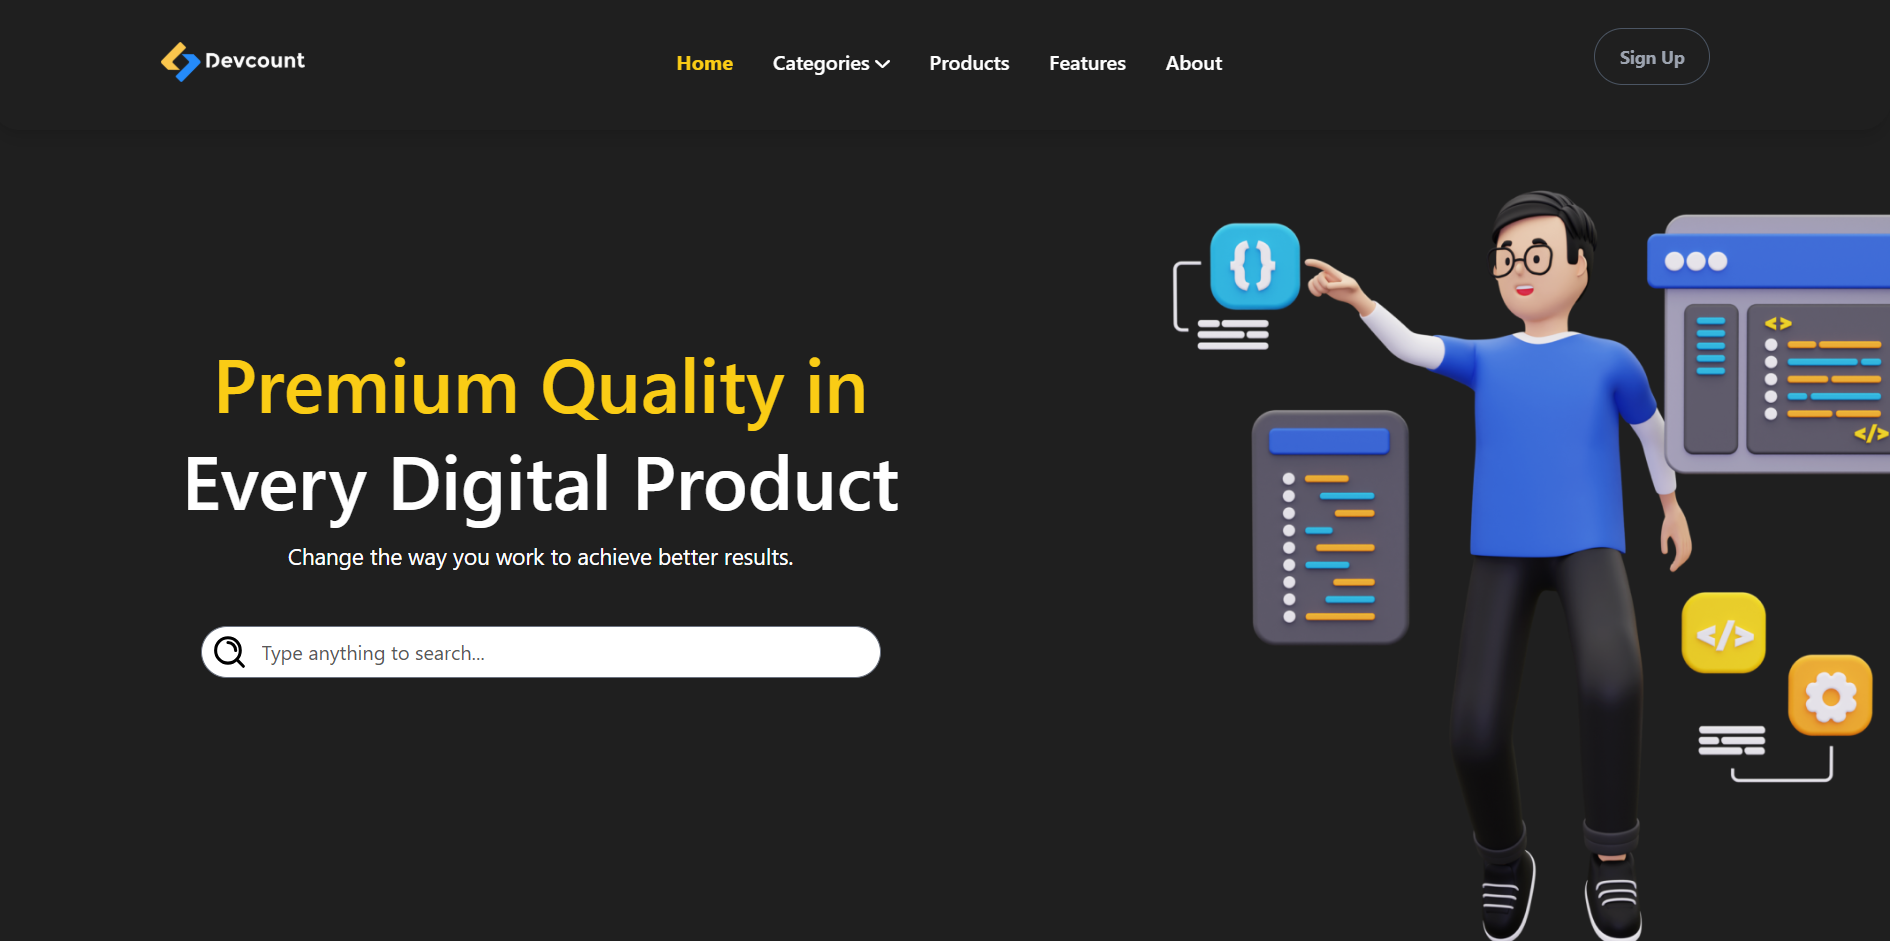 Devcount
Home
Categories
Products
Features
About
Sign Up
{}
Premium Quality in
Every Digital Product
Change the way you work to achieve better results.
Type anything to search...
<>
</>
</>